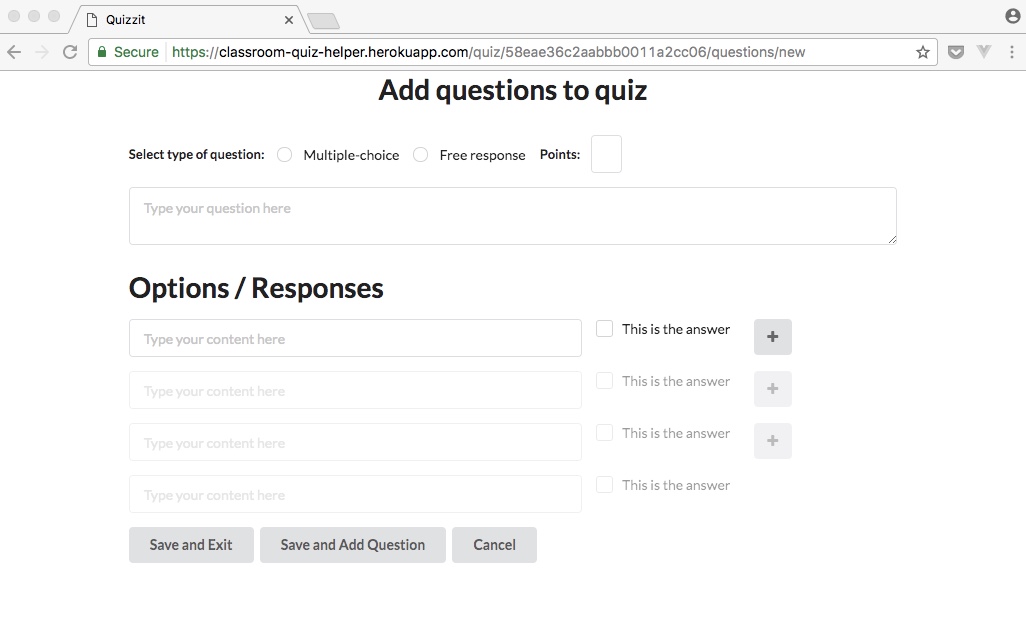 Quizzit
Secure https://classroom-quiz-helper.herokuapp.com/quiz/58eae36c2aabbb0011a2cc06/questions/new
Add questions to quiz
Select type of question: Multiple-choice Free response Points:
Type your question here
Options / Responses
Type your content here This is the answer +
Type your content here This is the answer +
Type your content here This is the answer +
Type your content here This is the answer
Save and Exit Save and Add Question Cancel